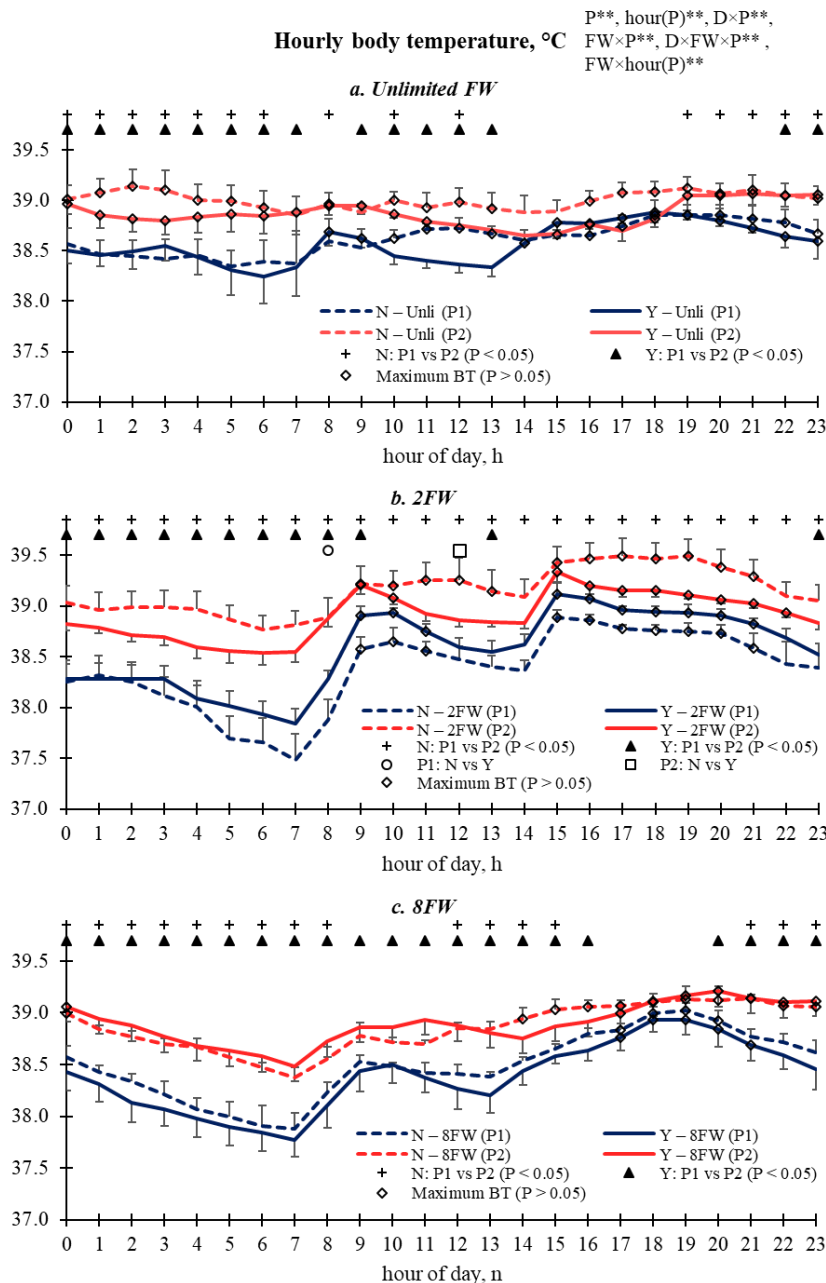 Hourly body temperature, °C
P**, hour(P)**, D×P**,
FW×P**, D×FW×P** ,
FW×hour(P)**
a. Unlimited FW
39.5
39.0
38.5
38.0
37.5
37.0
N – Unli (P1)
Y – Unli (P1)
N – Unli (P2)
Y – Unli (P2)
N: P1 vs P2 (P < 0.05)
Y: P1 vs P2 (P < 0.05)
Maximum BT (P > 0.05)
0 1 2 3 4 5 6 7 8 9 10 11 12 13 14 15 16 17 18 19 20 21 22 23
hour of day, h
b. 2FW
39.5
39.0
38.5
38.0
37.5
37.0
N – 2FW (P1)
Y – 2FW (P1)
N – 2FW (P2)
Y – 2FW (P2)
N: P1 vs P2 (P < 0.05)
Y: P1 vs P2 (P < 0.05)
P1: N vs Y
P2: N vs Y
Maximum BT (P > 0.05)
0 1 2 3 4 5 6 7 8 9 10 11 12 13 14 15 16 17 18 19 20 21 22 23
hour of day, h
c. 8FW
39.5
39.0
38.5
38.0
37.5
37.0
N – 8FW (P1)
Y – 8FW (P1)
N – 8FW (P2)
Y – 8FW (P2)
N: P1 vs P2 (P < 0.05)
Y: P1 vs P2 (P < 0.05)
Maximum BT (P > 0.05)
0 1 2 3 4 5 6 7 8 9 10 11 12 13 14 15 16 17 18 19 20 21 22 23
hour of day, n